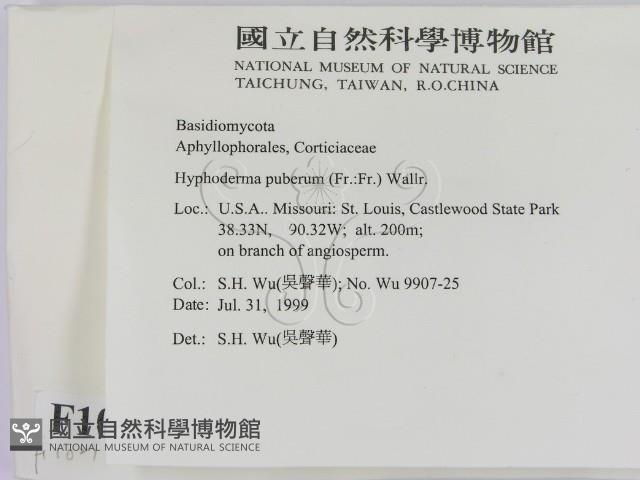 國立自然科學博物館
NATIONAL MUSEUM OF NATURAL SCIENCE
TAICHUNG, TAIWAN, R.O.CHINA
Basidiomycota
Aphyllophorales, Corticiaceae
Hyphoderma puberum (Fr.:Fr.) Wallr.
Loc.: U.S.A.. Missouri: St. Louis, Castlewood State Park
38.33N, 90.32W; alt. 200m;
on branch of angiosperm.
Col.: S.H. Wu(吳聲華); No. Wu 9907-25
Date: Jul. 31, 1999
Det.: S.H. Wu(吳聲華)
國立自然科學博物館
NATIONAL MUSEUM OF NATURAL SCIENCE